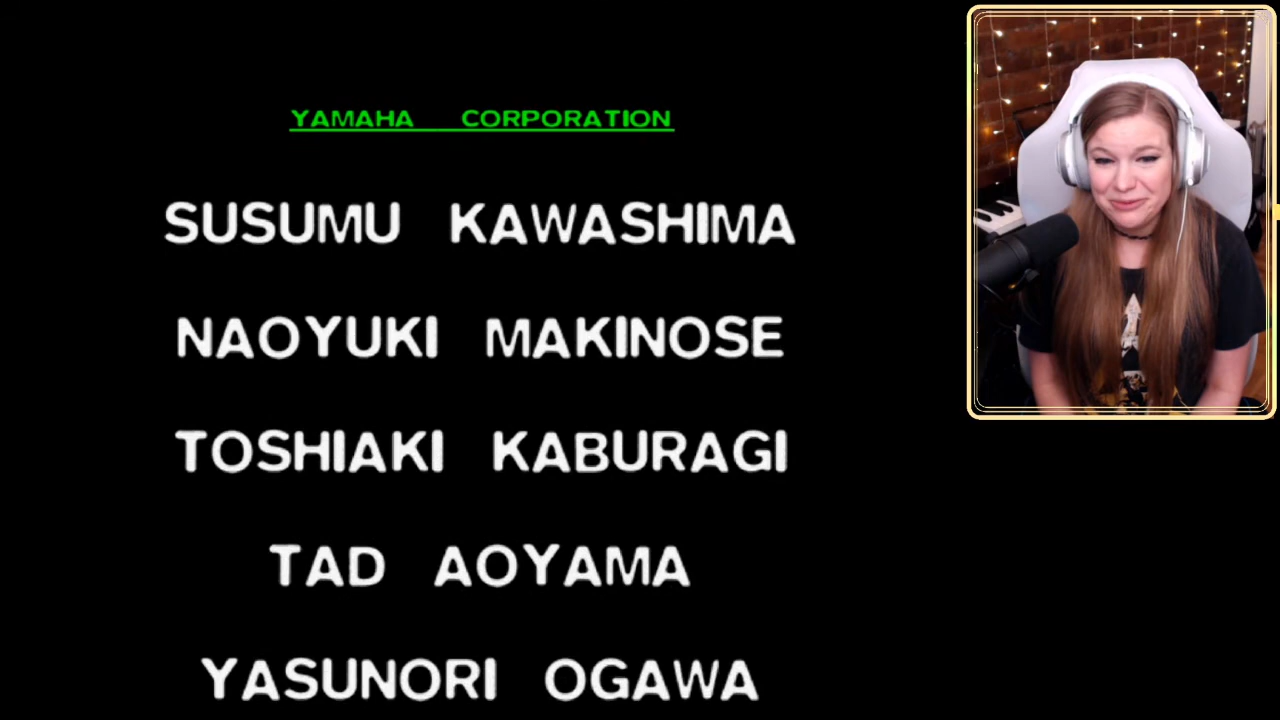 YAMAHA CORPORATION
SUSUMU KAWASHIMA
NAOYUKI MAKINOSE
TOSHIAKI KABURAGI
TAD AOYAMA
YASUNORI OGAWA